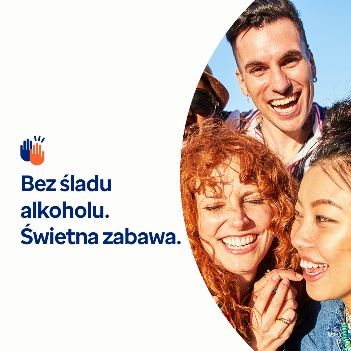 Bez śladu
alkoholu.
Świetna zabawa.